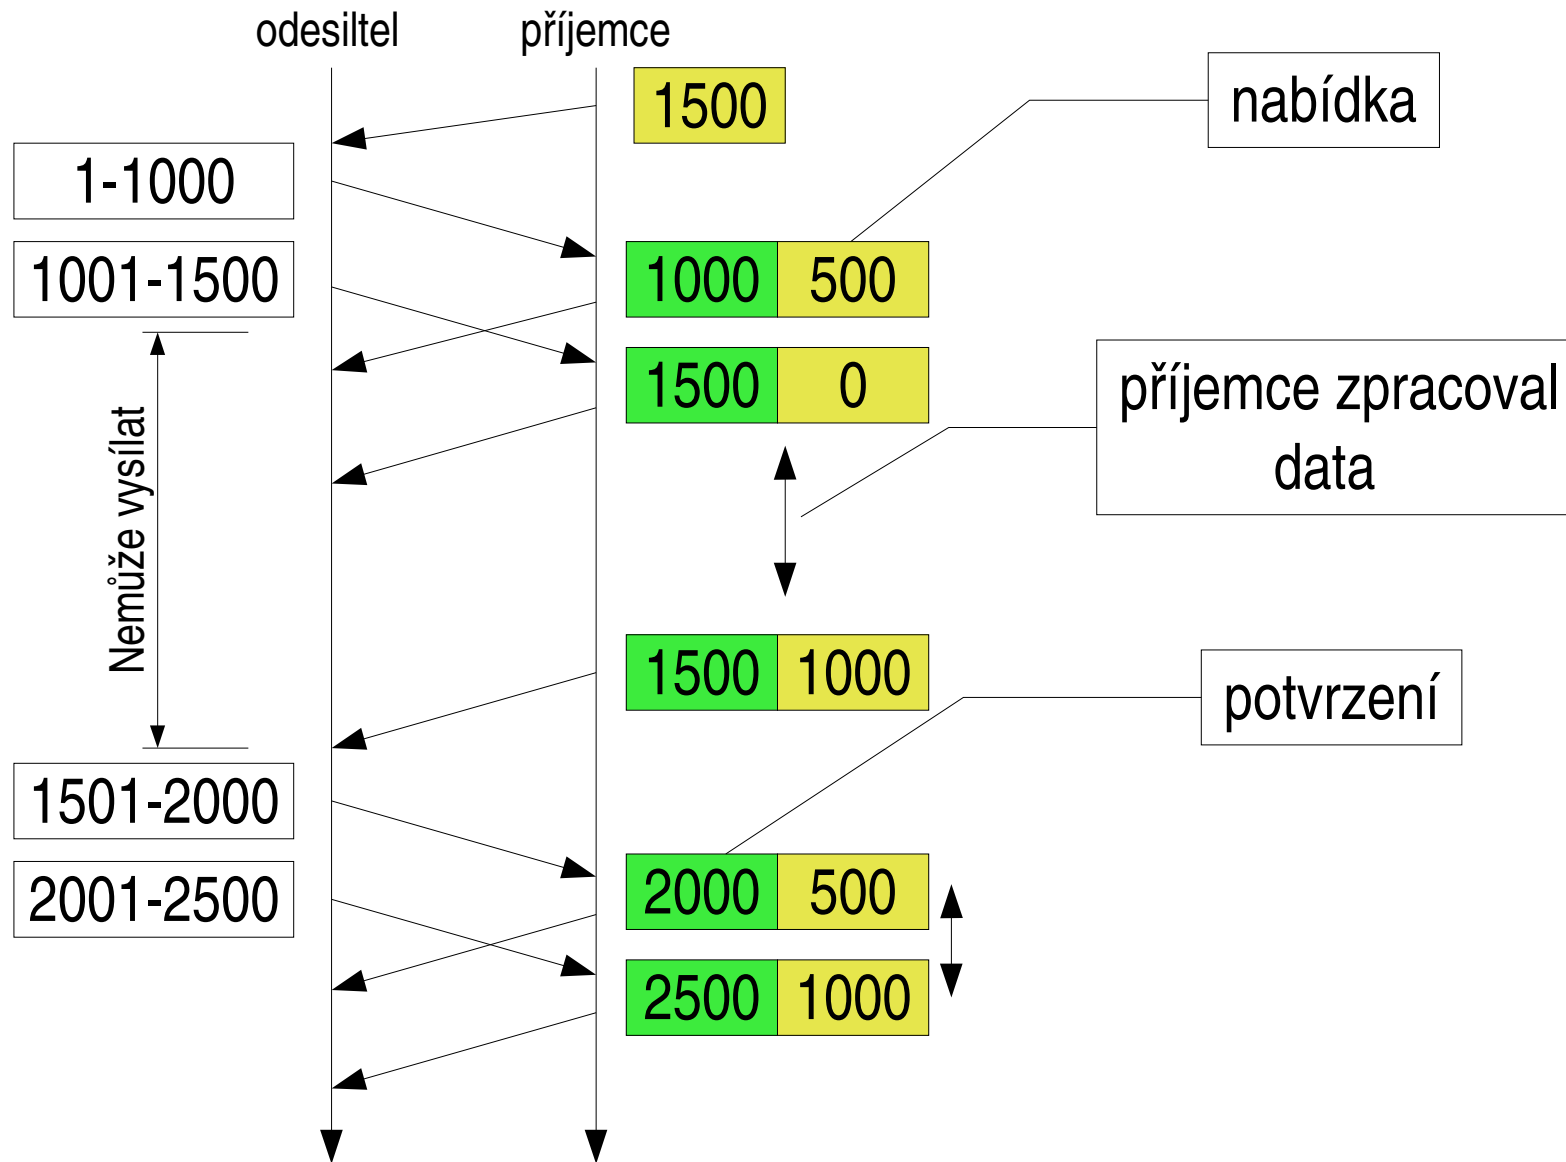 odesiltel příjemce
1500
nabídka
1-1000
1001-1500
1000 500
1500 0
příjemce zpracoval
data
Nemůže vysílat
1500 1000
potvrzení
1501-2000
2000 500
2001-2500
2500 1000